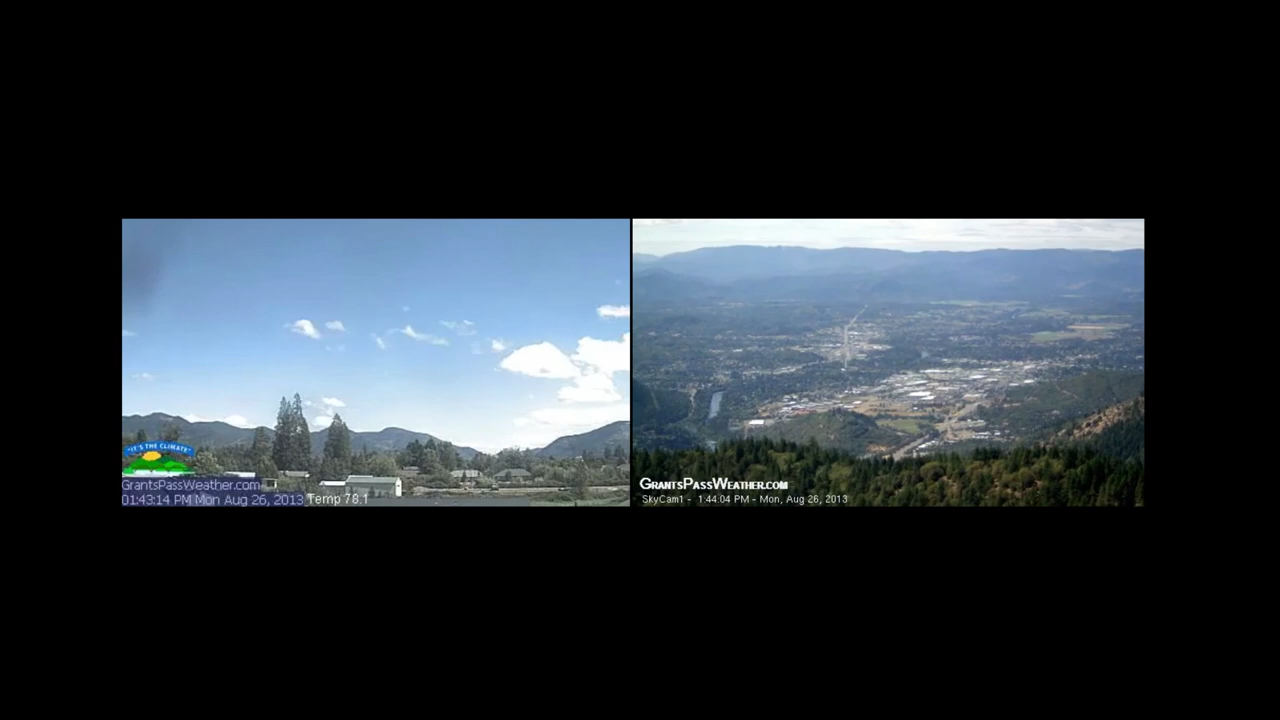 "IT'S THE CLIMATE"
GrantsPassWeather.com
01:43:14 PM Mon Aug 26, 2013 Temp 78.1
GRANTSPASSWEATHER.COM
SkyCam1 - 1:44:04 PM - Mon, Aug 26, 2013